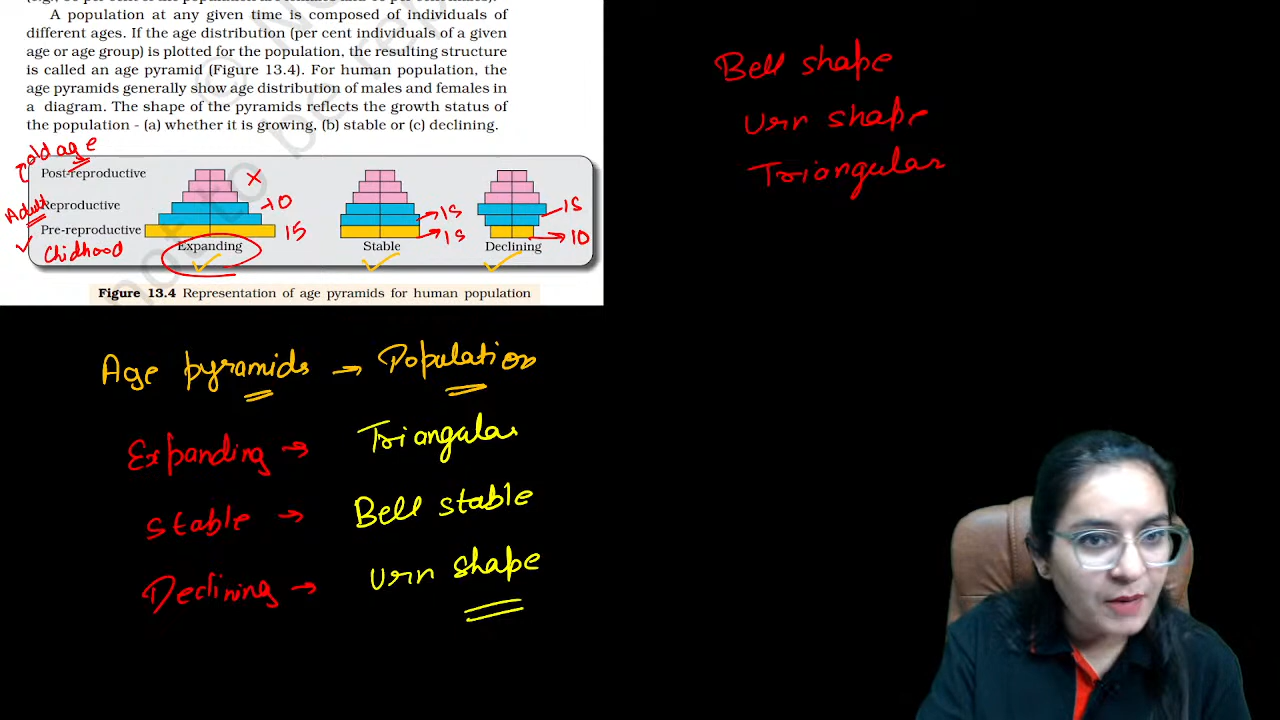 A population at any given time is composed of individuals of
different ages. If the age distribution (per cent individuals of a given
age or age group) is plotted for the population, the resulting structure
is called an age pyramid (Figure 13.4). For human population, the
age pyramids generally show age distribution of males and females in
a diagram. The shape of the pyramids reflects the growth status of
the population - (a) whether it is growing, (b) stable or (c) declining.
old age
Post-reproductive
X
Adult
Reproductive
10
15
15
Pre-reproductive
15
15
10
Chidhood
Expanding
Stable
Declining
Figure 13.4 Representation of age pyramids for human population
Bell shape
Urn shape
Triangular
Age pyramids → Population
Expanding → Triangular
Stable → Bell stable
Declining → Urn shape